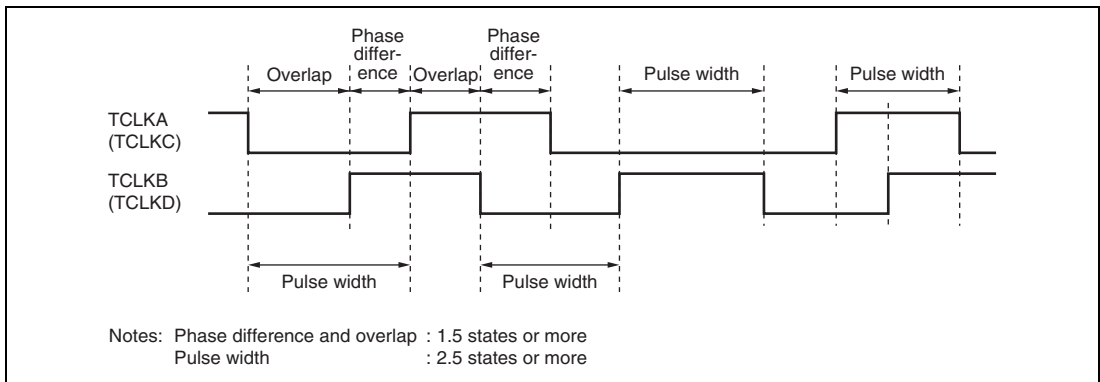 Phase
differ-
ence
Phase
differ-
ence
Overlap
Overlap
Pulse width
Pulse width
TCLKA
(TCLKC)
TCLKB
(TCLKD)
Pulse width
Pulse width
Notes: Phase difference and overlap : 1.5 states or more
Pulse width : 2.5 states or more